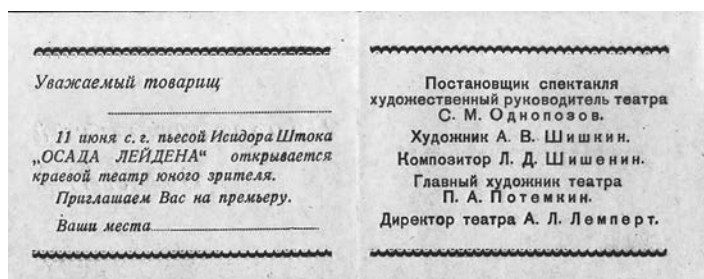 Уважаемый товарищ
11 июня с. г. пьесой Исидора Штока
„ОСАДА ЛЕЙДЕНА“ открывается
краевой театр юного зрителя.
Приглашаем Вас на премьеру.
Ваши места
Постановщик спектакля
художественный руководитель театра
С. М. Однопозов.
Художник А. В. Шишкин.
Композитор Л. Д. Шишенин.
Главный художник театра
П. А. Потемкин.
Директор театра А. Л. Лемперт.